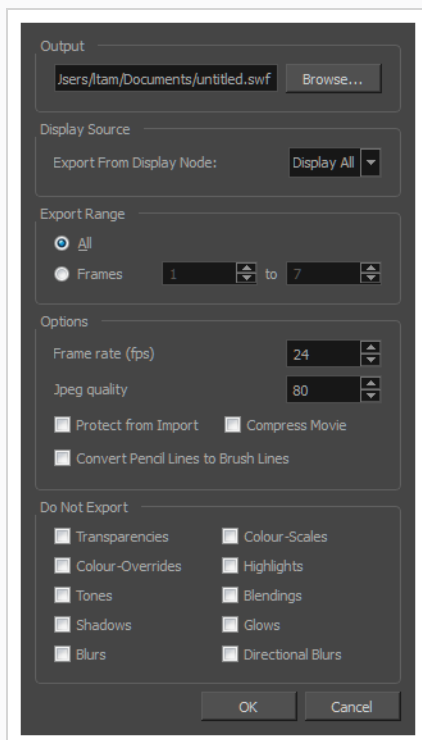 Output
Jsers/ltam/Documents/untitled.swf Browse...
Display Source
Export From Display Node: Display All
Export Range
All
Frames 1 to 7
Options
Frame rate (fps) 24
Jpeg quality 80
Protect from Import Compress Movie
Convert Pencil Lines to Brush Lines
Do Not Export
Transparencies Colour-Scales
Colour-Overrides Highlights
Tones Blendings
Shadows Glows
Blurs Directional Blurs
OK Cancel